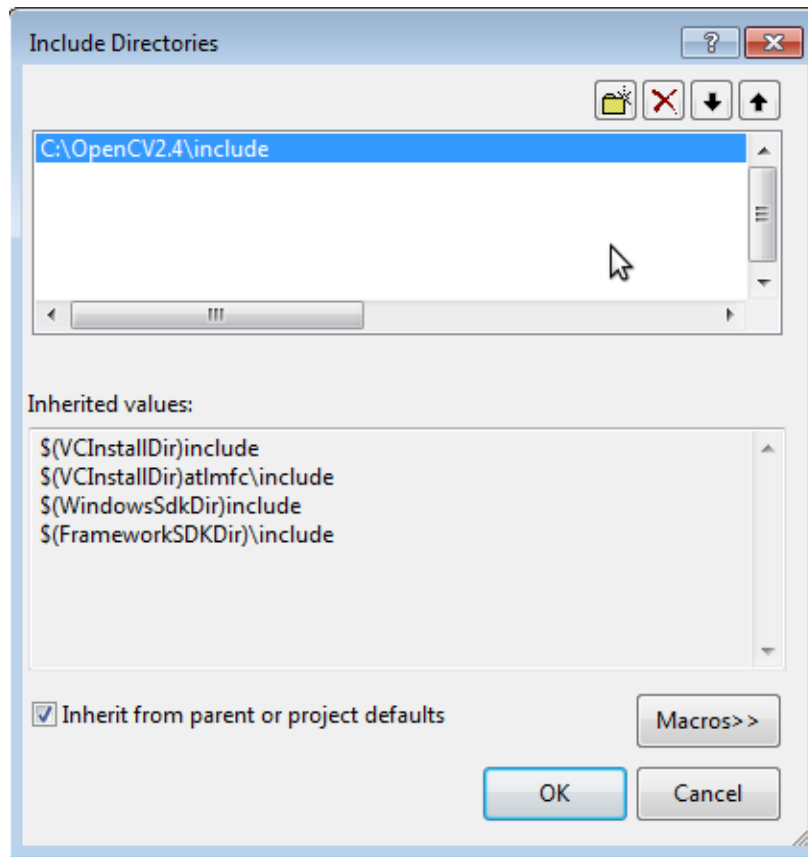 Include Directories
C:\OpenCV2.4\include
Inherited values:
$(VCInstallDir)include
$(VCInstallDir)atlmfc\include
$(WindowsSdkDir)include
$(FrameworkSDKDir)\include
Inherit from parent or project defaults
Macros>>
OK
Cancel